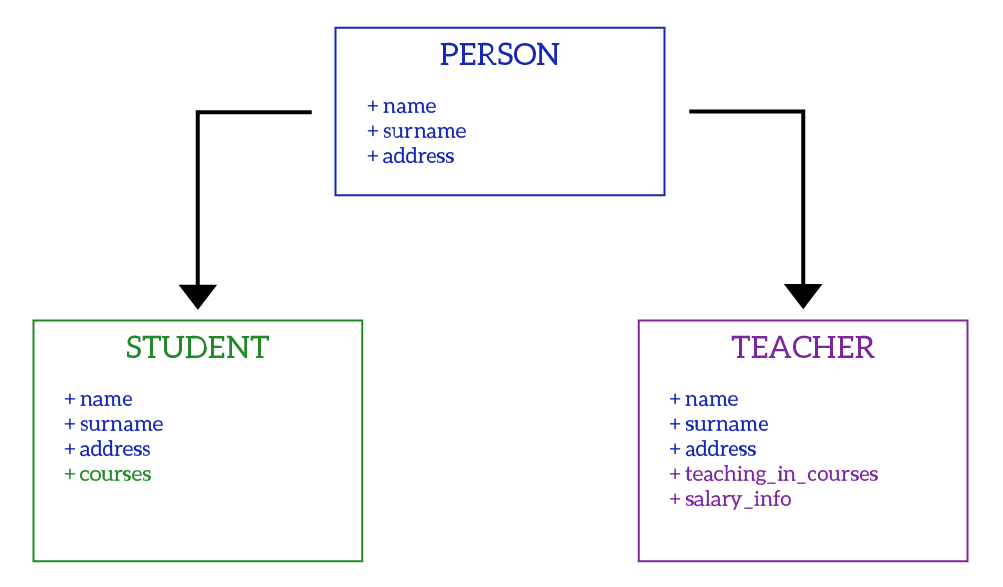 PERSON
+ name
+ surname
+ address
STUDENT
+ name
+ surname
+ address
+ courses
TEACHER
+ name
+ surname
+ address
+ teaching_in_courses
+ salary_info